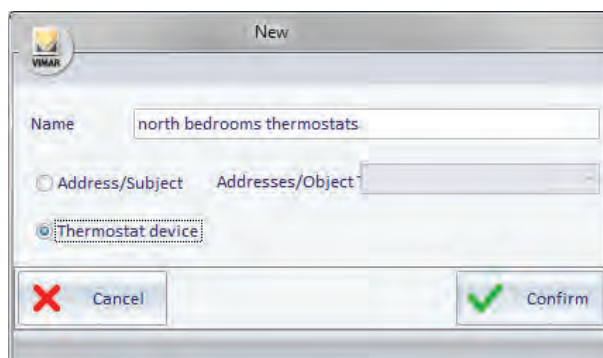 New
VIMAR
Name north bedrooms thermostats
Address/Subject Addresses/Object
Thermostat device
Cancel Confirm